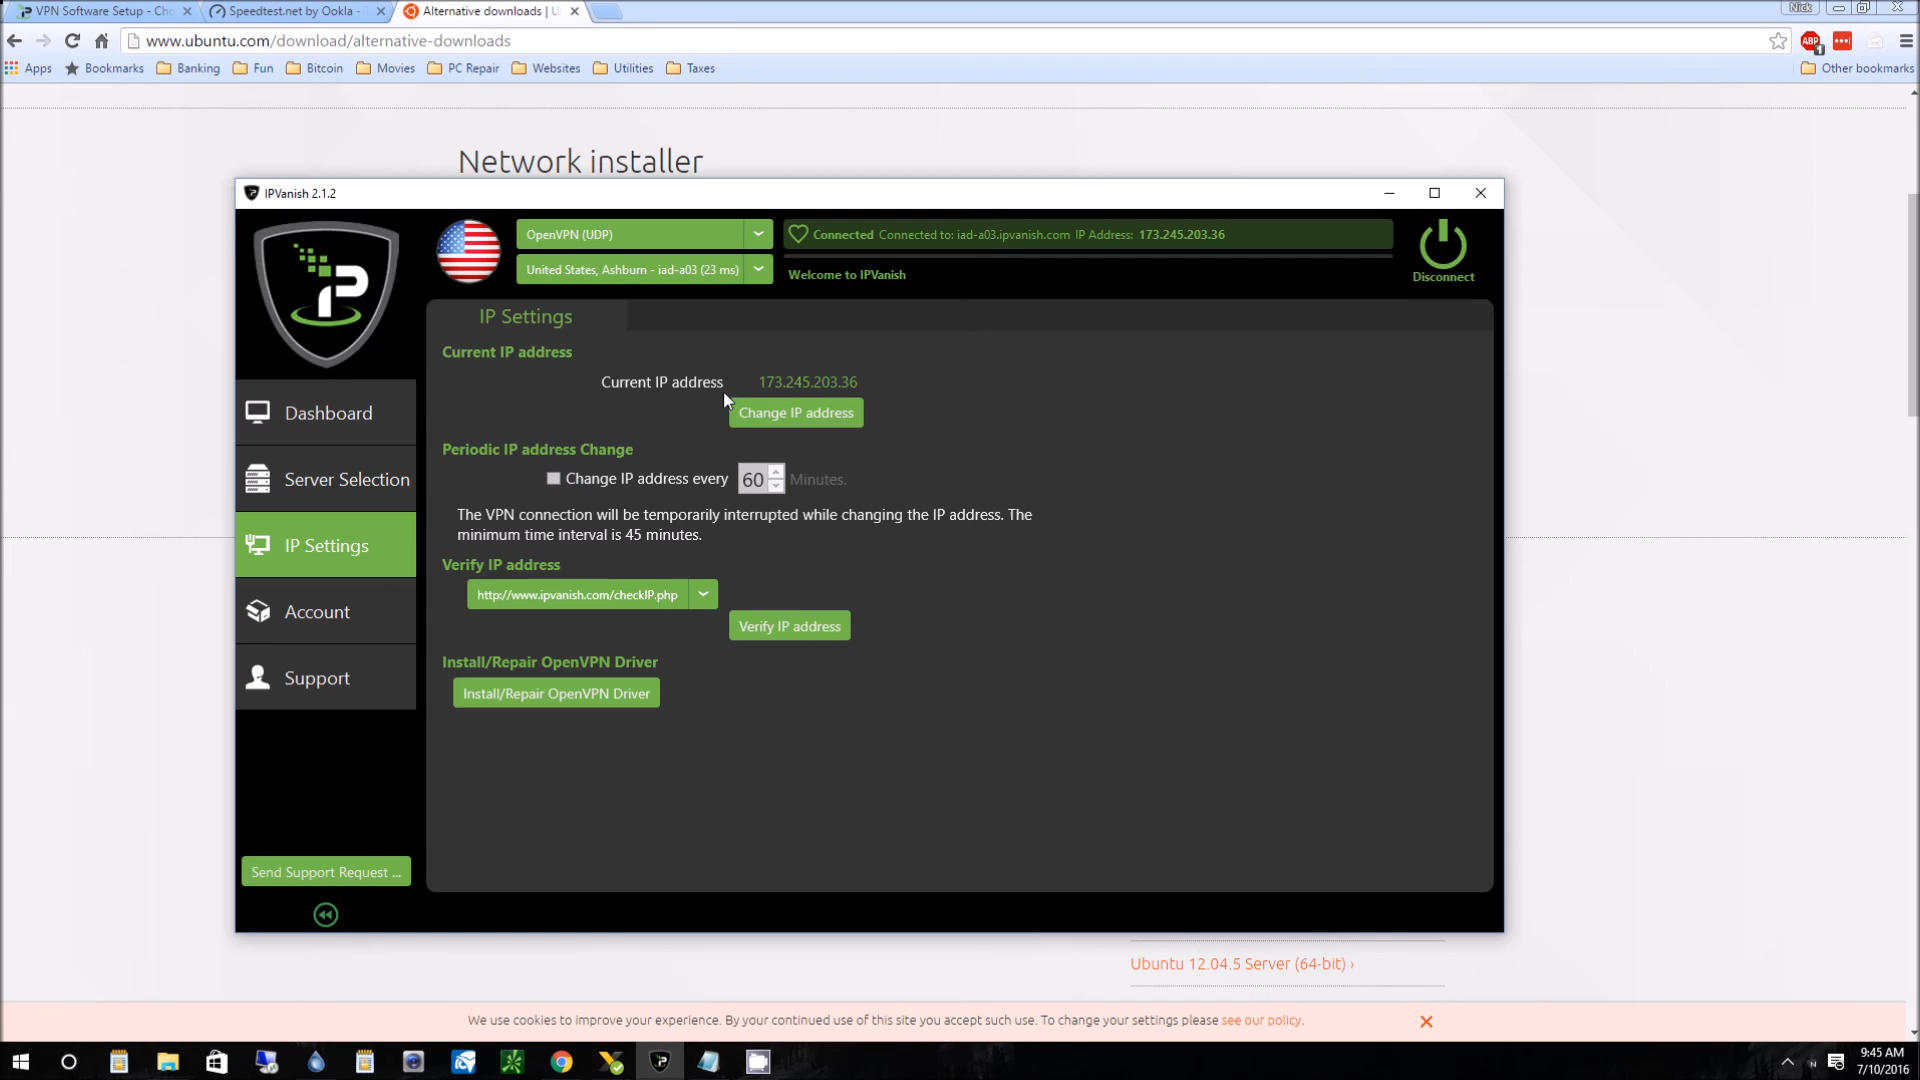 VPN Software Setup - Che
Speedtest.net by Ookla - T
Alternative downloads | U
Nick
www.ubuntu.com/download/alternative-downloads
ABP
1
Apps
Bookmarks
Banking
Fun
Bitcoin
Movies
PC Repair
Websites
Utilities
Taxes
Other bookmarks
Network installer
IPVanish 2.1.2
OpenVPN (UDP)
Connected Connected to: iad-a03.ipvanish.com IP Address: 173.245.203.36
United States, Ashburn - iad-a03 (23 ms)
Welcome to IPVanish
Disconnect
IP Settings
Current IP address
Current IP address 173.245.203.36
Change IP address
Dashboard
Periodic IP address Change
Change IP address every 60 Minutes.
Server Selection
The VPN connection will be temporarily interrupted while changing the IP address. The
minimum time interval is 45 minutes.
IP Settings
Verify IP address
http://www.ipvanish.com/checkIP.php
Account
Verify IP address
Install/Repair OpenVPN Driver
Support
Install/Repair OpenVPN Driver
Send Support Request ...
Ubuntu 12.04.5 Server (64-bit) ›
We use cookies to improve your experience. By your continued use of this site you accept such use. To change your settings please see our policy.
9:45 AM
7/10/2016